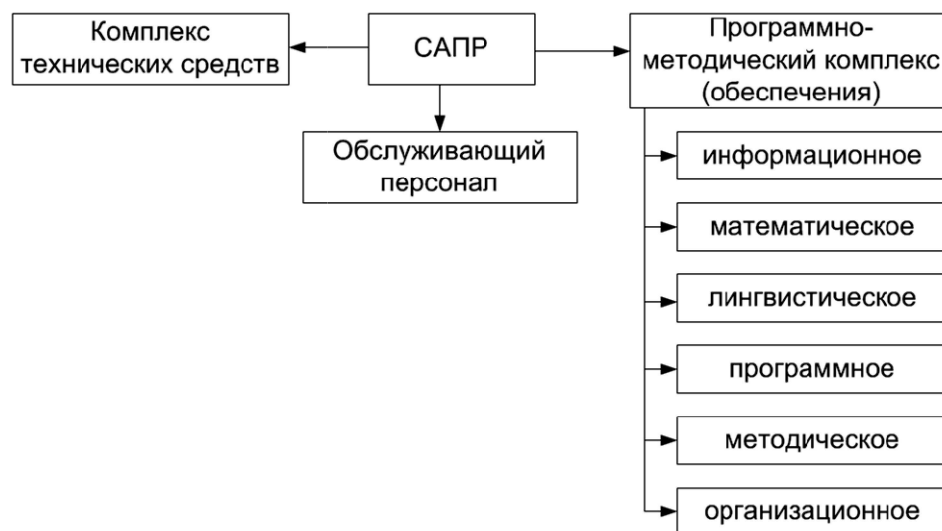 Комплекс
технических средств
САПР
Программно-
методический комплекс
(обеспечения)
Обслуживающий
персонал
информационное
математическое
лингвистическое
программное
методическое
организационное